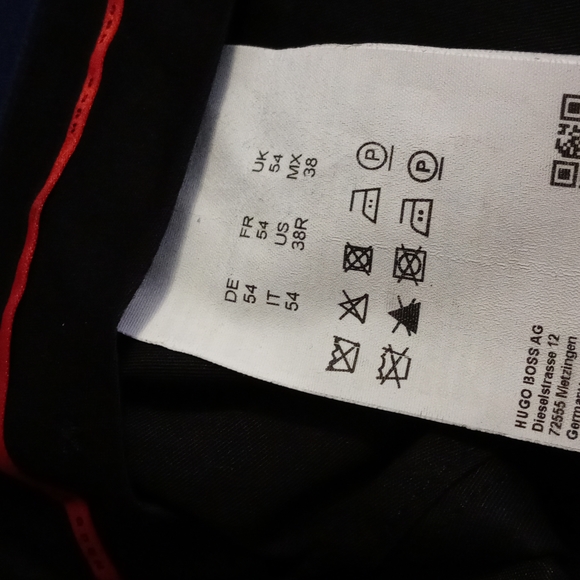 DE FR UK
54 54 54
IT US MX
54 38R 38
P
P
HUGO BOSS AG
Dieselstrasse 12
72555 Metzingen
Germany